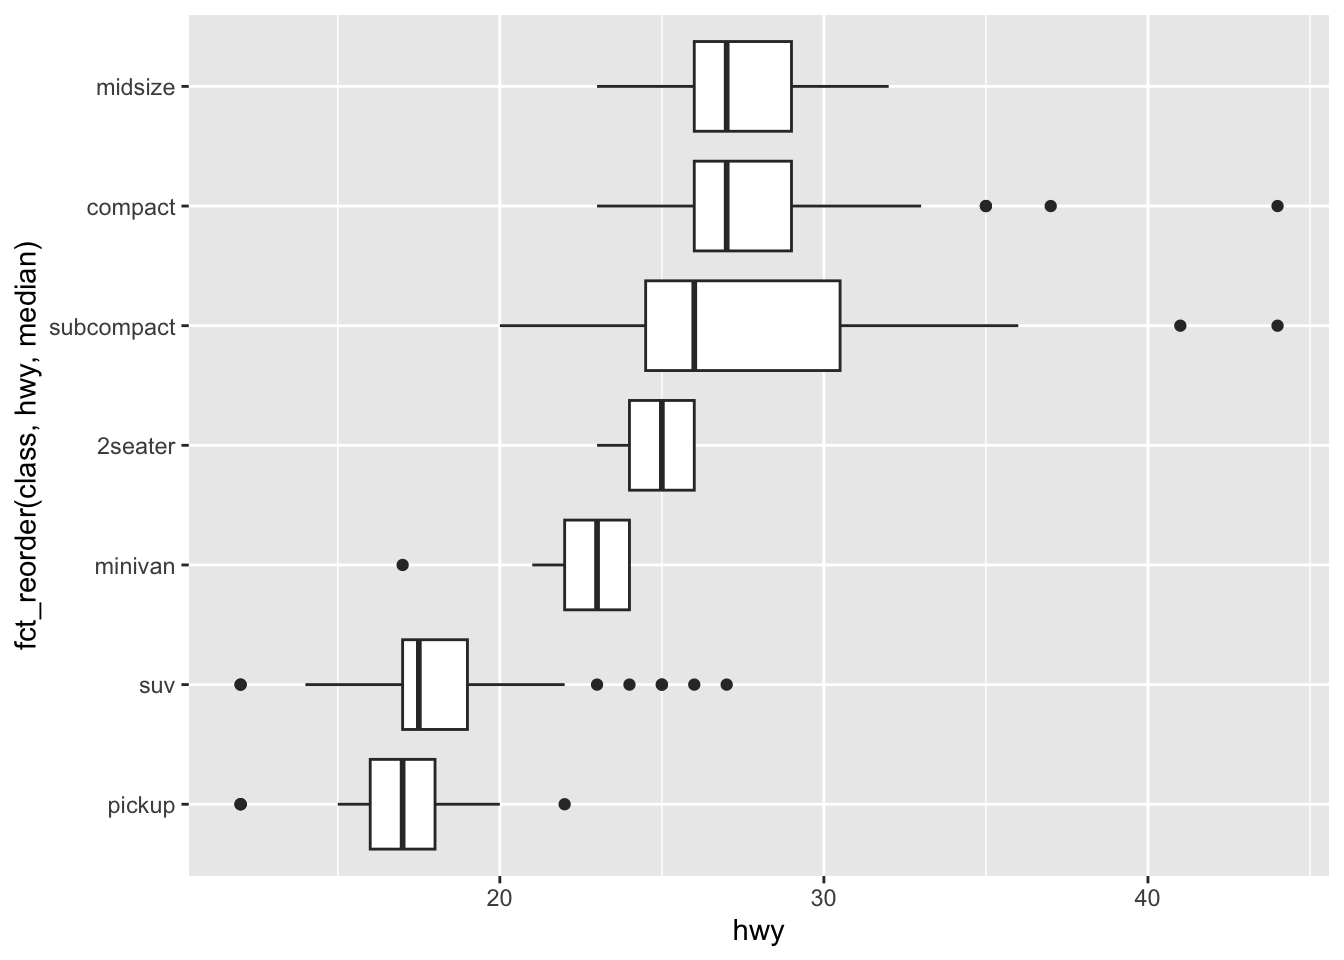 fct_reorder(class, hwy, median)
midsize
compact
subcompact
2seater
minivan
suv
pickup
20 30 40
hwy